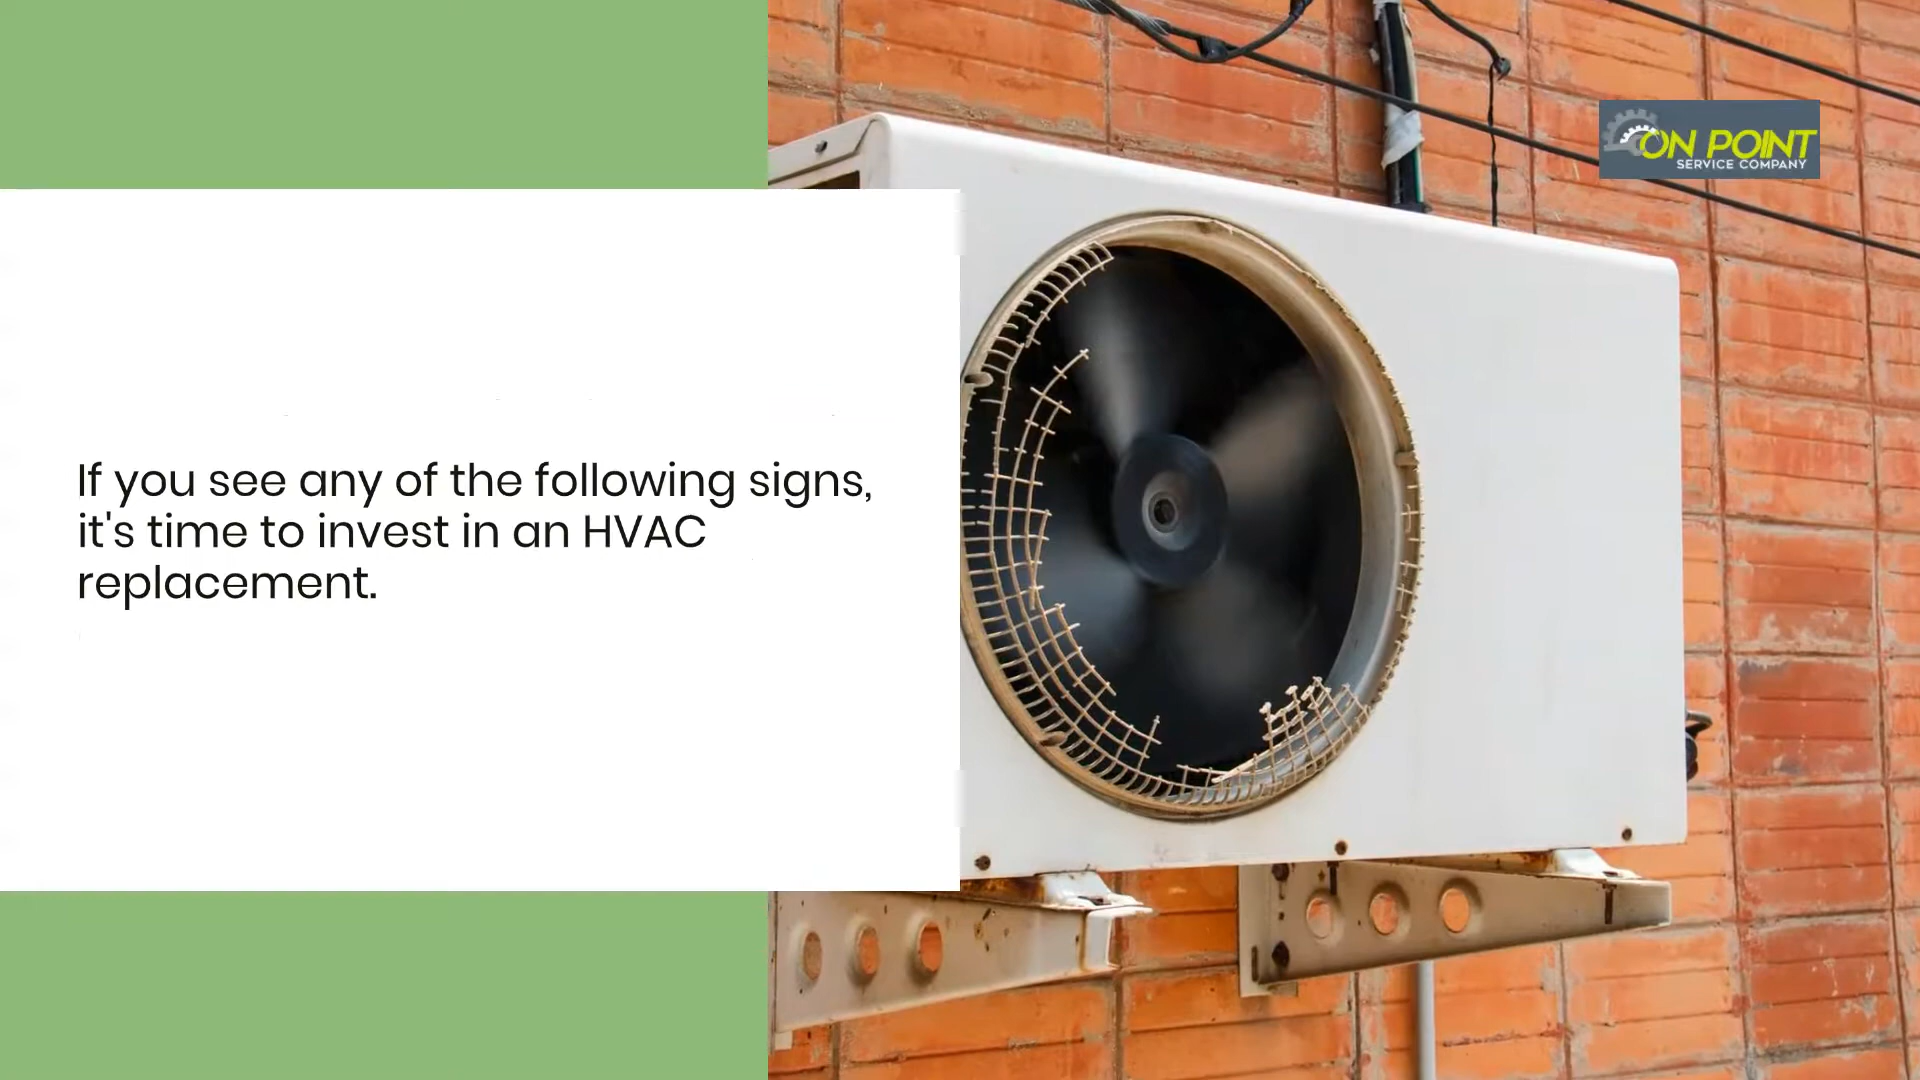 ON POINT
SERVICE COMPANY
If you see any of the following signs,
it's time to invest in an HVAC
replacement.